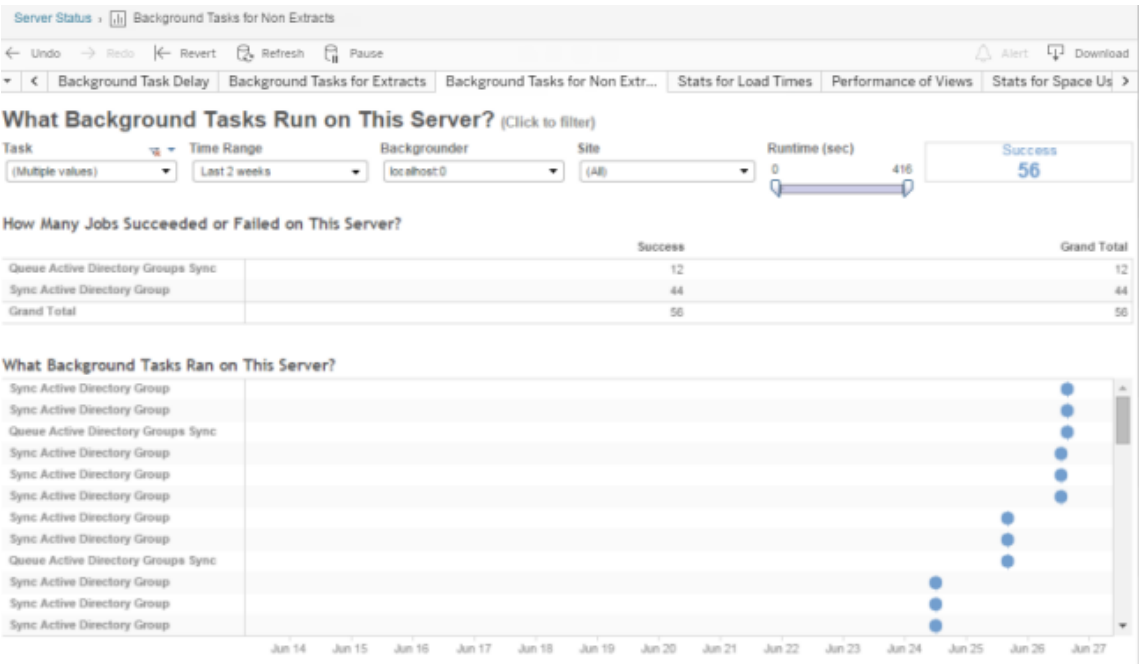 Server Status › Background Tasks for Non Extracts
Undo Redo Revert Refresh Pause Alert Download
Background Task Delay Background Tasks for Extracts Background Tasks for Non Extr... Stats for Load Times Performance of Views Stats for Space Us
What Background Tasks Run on This Server? (Click to filter)
Task Time Range Backgrounder Site Runtime (sec) Success
(Multiple values) Last 2 weeks localhost:0 (All) 0 416 56
How Many Jobs Succeeded or Failed on This Server?
Success Grand Total
Queue Active Directory Groups Sync 12 12
Sync Active Directory Group 44 44
Grand Total 56 56
What Background Tasks Ran on This Server?
Sync Active Directory Group
Sync Active Directory Group
Queue Active Directory Groups Sync
Sync Active Directory Group
Sync Active Directory Group
Sync Active Directory Group
Sync Active Directory Group
Sync Active Directory Group
Queue Active Directory Groups Sync
Sync Active Directory Group
Sync Active Directory Group
Sync Active Directory Group
Jun 14 Jun 15 Jun 16 Jun 17 Jun 18 Jun 19 Jun 20 Jun 21 Jun 22 Jun 23 Jun 24 Jun 25 Jun 26 Jun 27